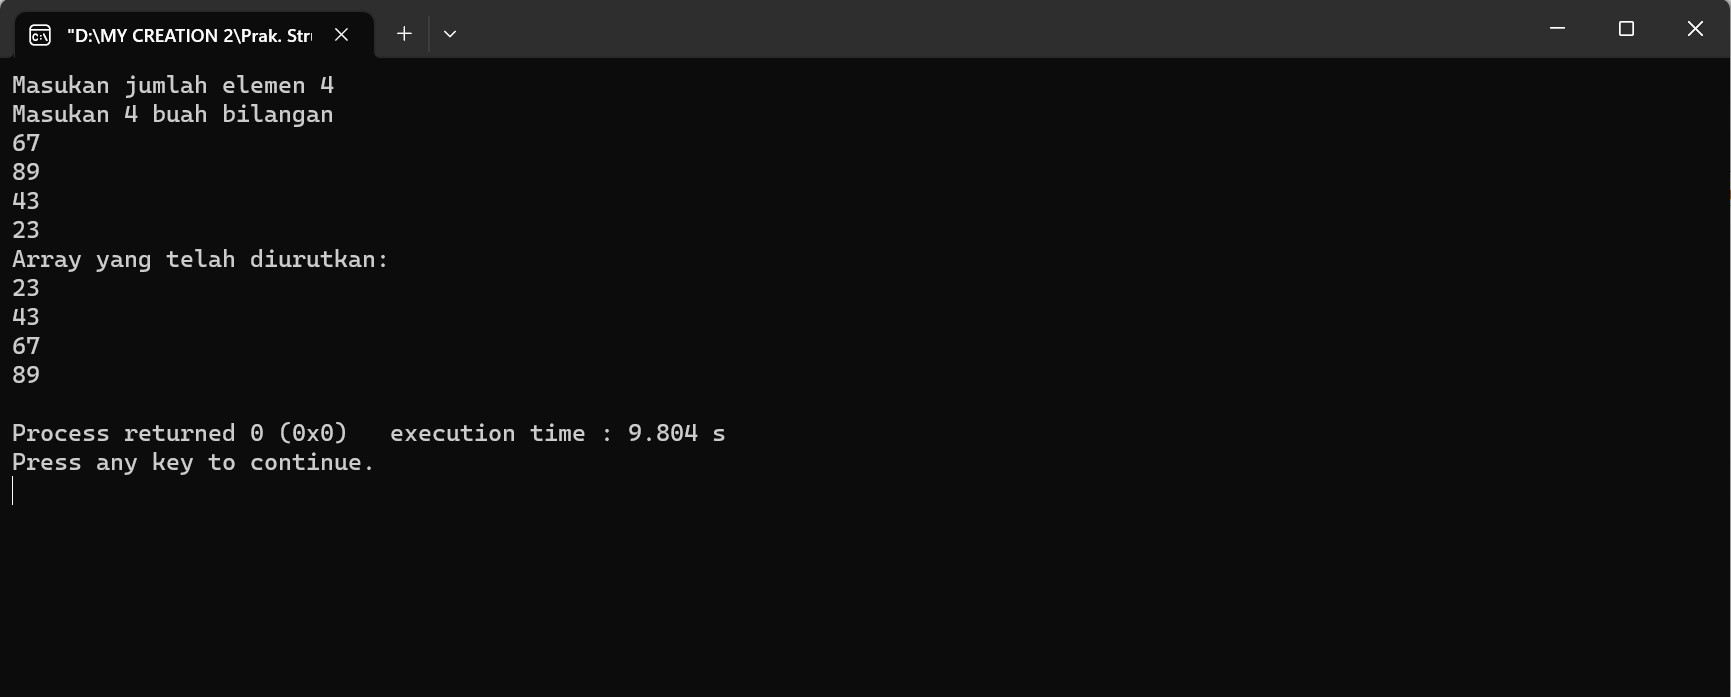 "D:\MY CREATION 2\Prak. Str
Masukan jumlah elemen 4
Masukan 4 buah bilangan
67
89
43
23
Array yang telah diurutkan:
23
43
67
89
Process returned 0 (0x0)   execution time : 9.804 s
Press any key to continue.